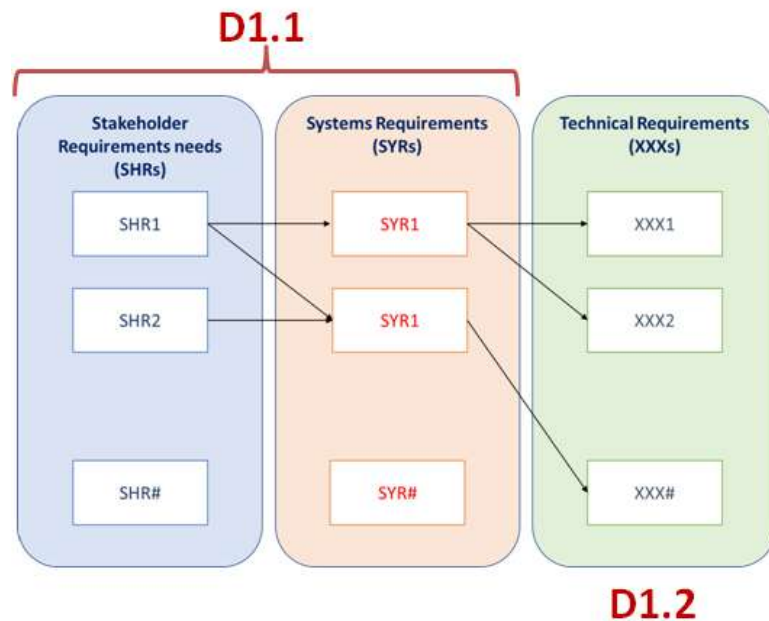 D1.1
Stakeholder
Requirements needs
(SHRs)
SHR1
SHR2
SHR#
Systems Requirements
(SYRs)
SYR1
SYR1
SYR#
Technical Requirements
(XXXs)
XXX1
XXX2
XXX#
D1.2